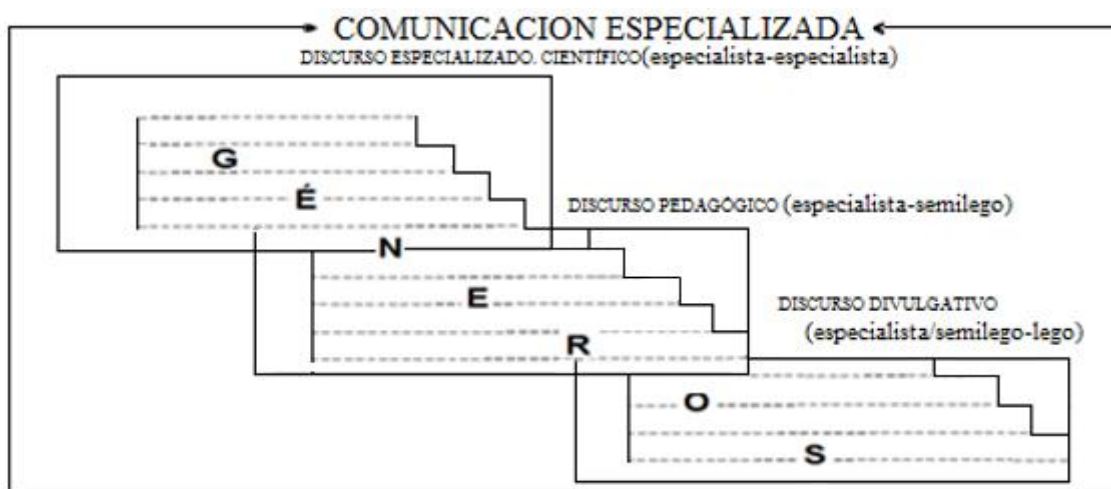 COMUNICACION ESPECIALIZADA
DISCURSO ESPECIALIZADO. CIENTÍFICO(especialista-especialista)
G
É
DISCURSO PEDAGÓGICO (especialista-semilego)
N
E
DISCURSO DIVULGATIVO
(especialista/semilego-lego)
R
O
S